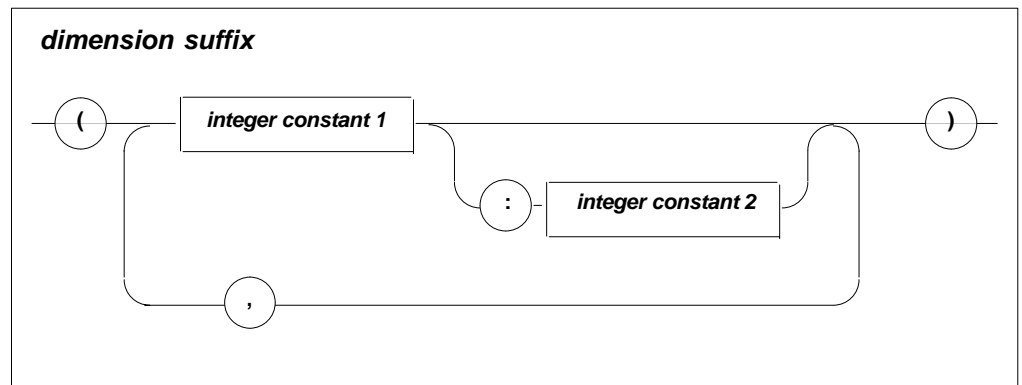 dimension suffix
( integer constant 1 )
: integer constant 2
,